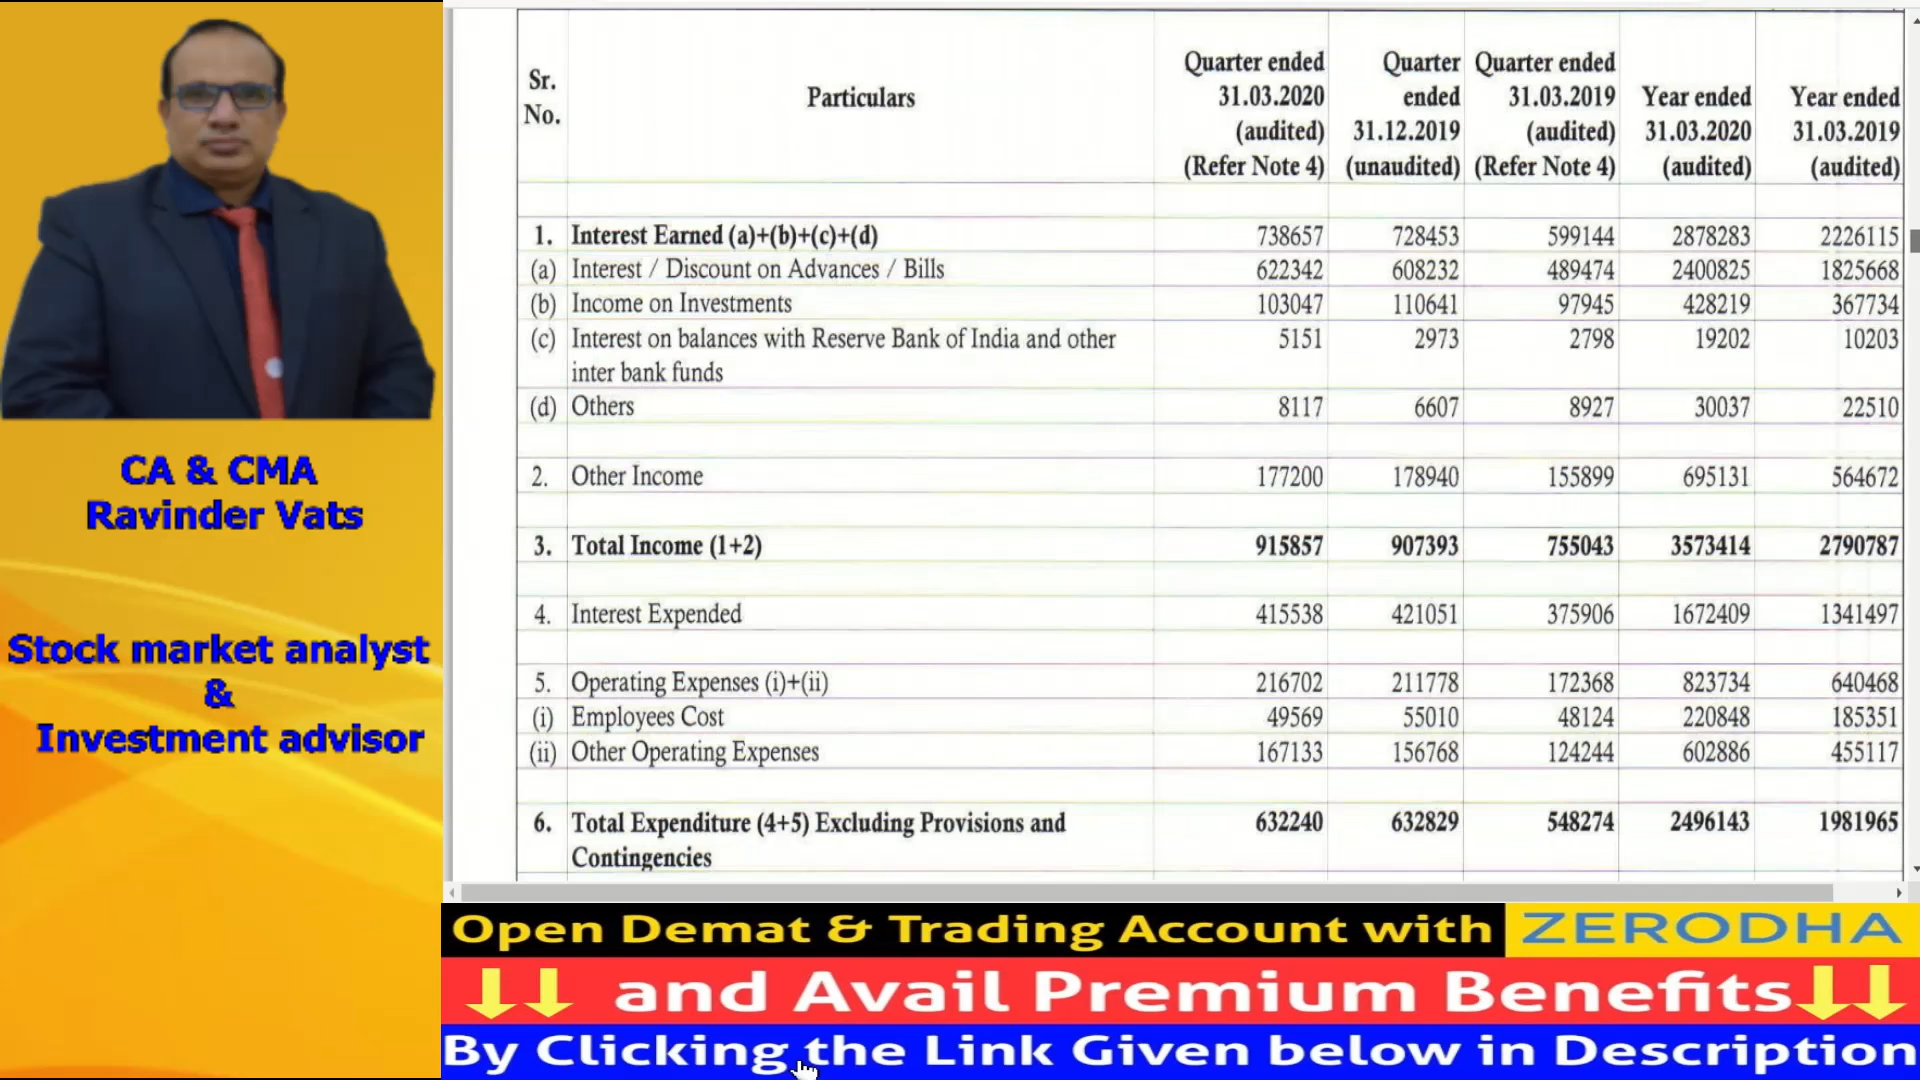 CA & CMA
Ravinder Vats
Stock market analyst
&
Investment advisor
Sr. No. Particulars Quarter ended 31.03.2020 (audited) (Refer Note 4) Quarter ended 31.12.2019 (unaudited) Quarter ended 31.03.2019 (audited) (Refer Note 4) Year ended 31.03.2020 (audited) Year ended 31.03.2019 (audited)
1. Interest Earned (a)+(b)+(c)+(d) 738657 728453 599144 2878283 2226115
(a) Interest / Discount on Advances / Bills 622342 608232 489474 2400825 1825668
(b) Income on Investments 103047 110641 97945 428219 367734
(c) Interest on balances with Reserve Bank of India and other 5151 2973 2798 19202 10203
inter bank funds
(d) Others 8117 6607 8927 30037 22510
2. Other Income 177200 178940 155899 695131 564672
3. Total Income (1+2) 915857 907393 755043 3573414 2790787
4. Interest Expended 415538 421051 375906 1672409 1341497
5. Operating Expenses (i)+(ii) 216702 211778 172368 823734 640468
(i) Employees Cost 49569 55010 48124 220848 185351
(ii) Other Operating Expenses 167133 156768 124244 602886 455117
6. Total Expenditure (4+5) Excluding Provisions and 632240 632829 548274 2496143 1981965
Contingencies
Open Demat & Trading Account with ZERODHA
and Avail Premium Benefits
By Clicking the Link Given below in Description